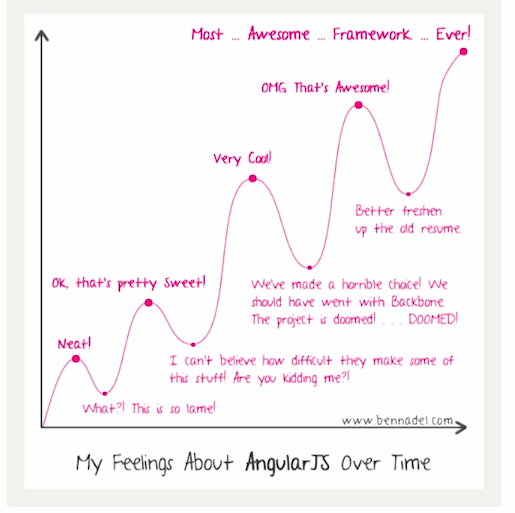 Most ... Awesome ... Framework ... Ever!
OMG That's Awesome!
Very Cool!
Better freshen
up the old resume.
Ok, that's pretty Sweet!
We've made a horrible choice! We
should have went with Backbone.
The project is doomed! . . . DOOMED!
Neat!
I can't believe how difficult they make some of
this stuff! Are you kidding me?!
What?! This is so lame!
www.bennadel.com
My Feelings About AngularJS Over Time